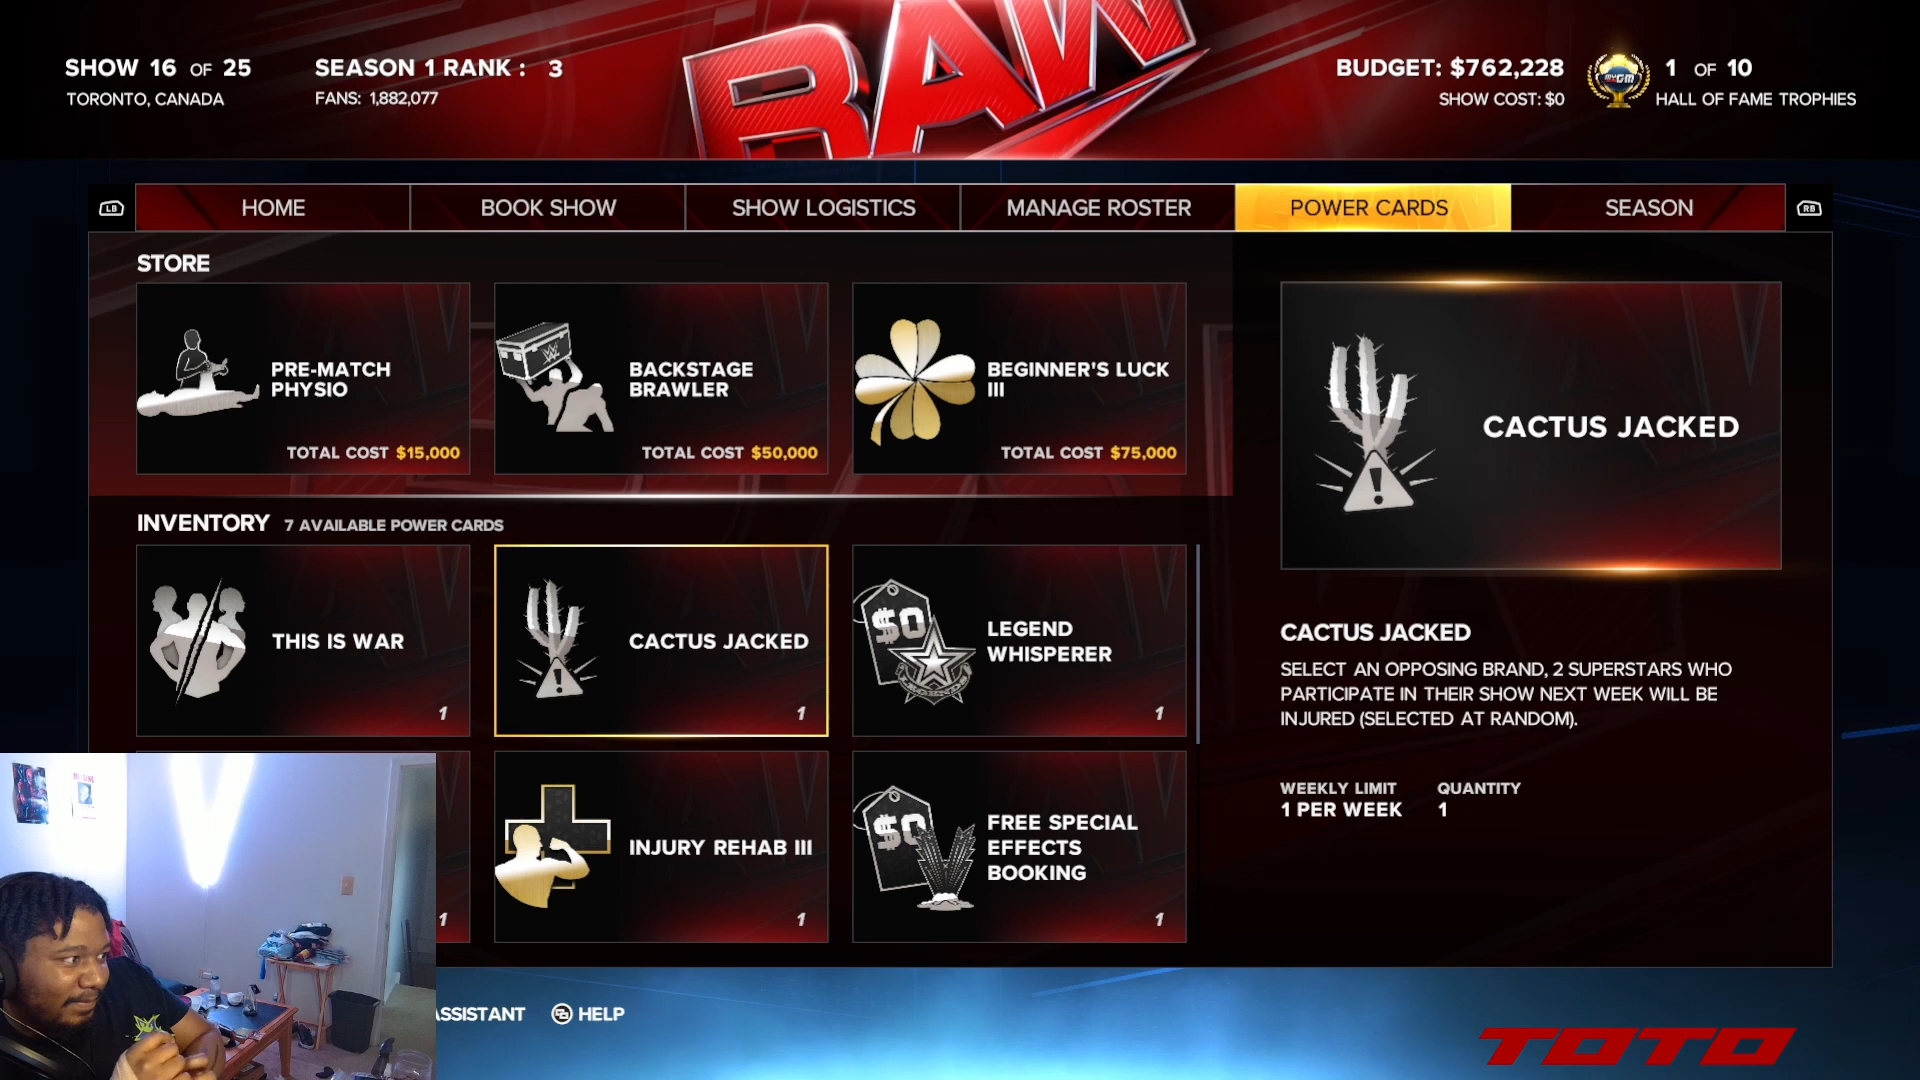 SHOW 16 OF 25
TORONTO, CANADA
SEASON 1 RANK : 3
FANS: 1,882,077
RAW
BUDGET: $762,228
SHOW COST: $0
MyGM
1 OF 10
HALL OF FAME TROPHIES
LB
HOME
BOOK SHOW
SHOW LOGISTICS
MANAGE ROSTER
POWER CARDS
SEASON
RB
STORE
PRE-MATCH
PHYSIO
TOTAL COST $15,000
BACKSTAGE
BRAWLER
TOTAL COST $50,000
BEGINNER'S LUCK
III
TOTAL COST $75,000
INVENTORY 7 AVAILABLE POWER CARDS
THIS IS WAR
1
CACTUS JACKED
1
$0
LEGEND
WHISPERER
1
1
INJURY REHAB III
1
$0
FREE SPECIAL
EFFECTS
BOOKING
1
CACTUS JACKED
CACTUS JACKED
SELECT AN OPPOSING BRAND, 2 SUPERSTARS WHO
PARTICIPATE IN THEIR SHOW NEXT WEEK WILL BE
INJURED (SELECTED AT RANDOM).
WEEKLY LIMIT
1 PER WEEK
QUANTITY
1
ASSISTANT
HELP
TOTO